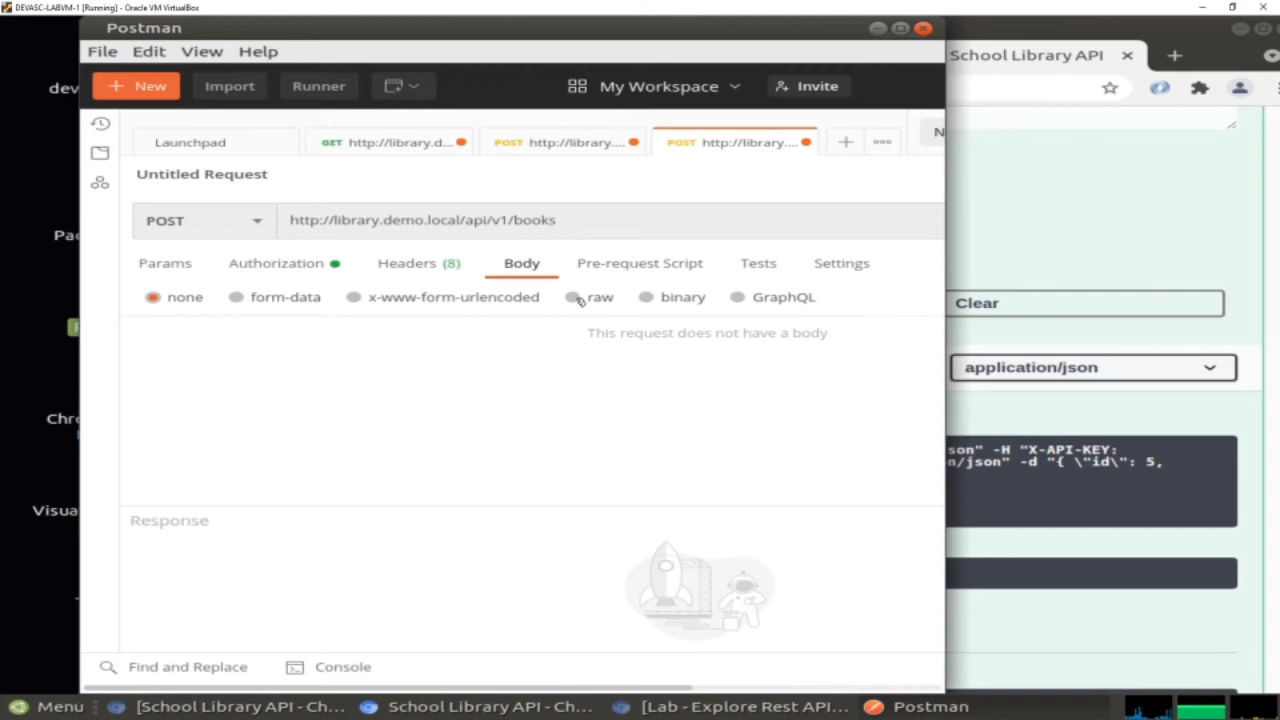 DEVASC-LABVM-1 [Running] - Oracle VM VirtualBox
Postman
File Edit View Help
School Library API
dev
New Import Runner My Workspace Invite
Launchpad GET http://library.d... POST http://library.... POST http://library.... N
Untitled Request
POST http://library.demo.local/api/v1/books
Pac
Params Authorization Headers (8) Body Pre-request Script Tests Settings
none form-data x-www-form-urlencoded raw binary GraphQL
Clear
This request does not have a body
application/json
Chr
son" -H "X-API-KEY:
n/json" -d "{ \"id\": 5,
Visua
Response
Find and Replace Console
Menu [School Library API - Ch... School Library API - Ch... [Lab - Explore Rest API... Postman